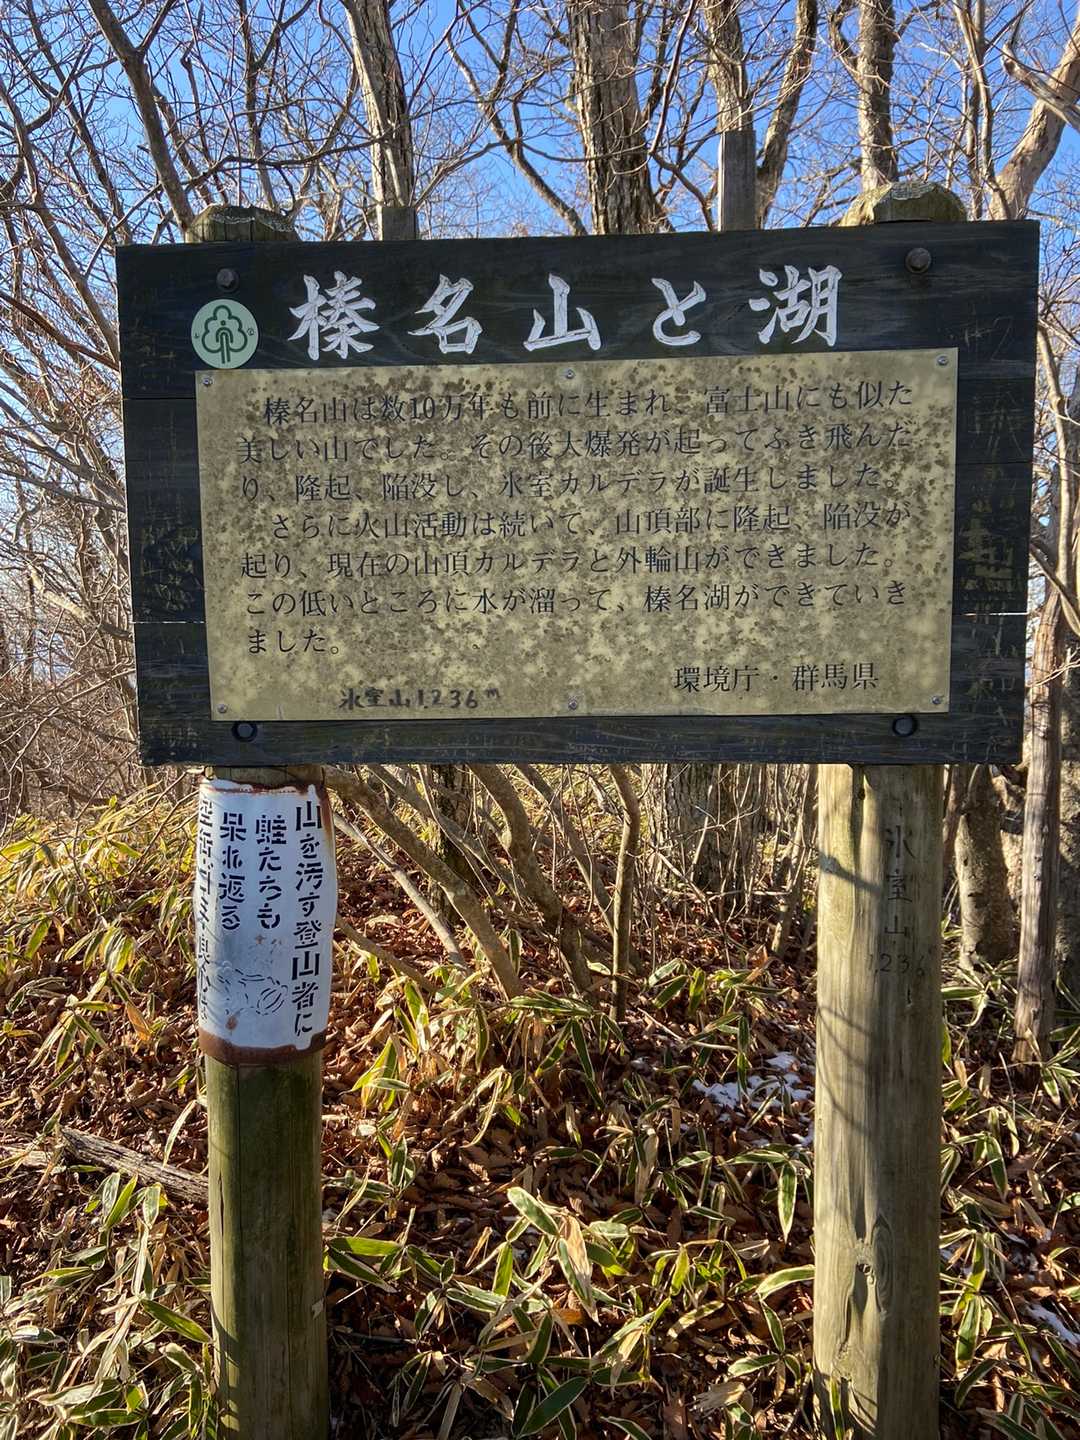 榛名山と湖
榛名山は数10万年も前に生まれ、富士山にも似た
美しい山でした。その後大爆発が起ってふき飛んだ
り、隆起、陥没し、氷室カルデラが誕生しました。
さらに火山活動は続いて、山頂部に隆起、陥没が
起り、現在の山頂カルデラと外輪山ができました。
この低いところに水が溜って、榛名湖ができていき
ました。
環境庁・群馬県
氷室山1,236m
山を汚す登山者に
鮭たちも
呆れ返る
空缶・ゴミ
氷室山
1,236